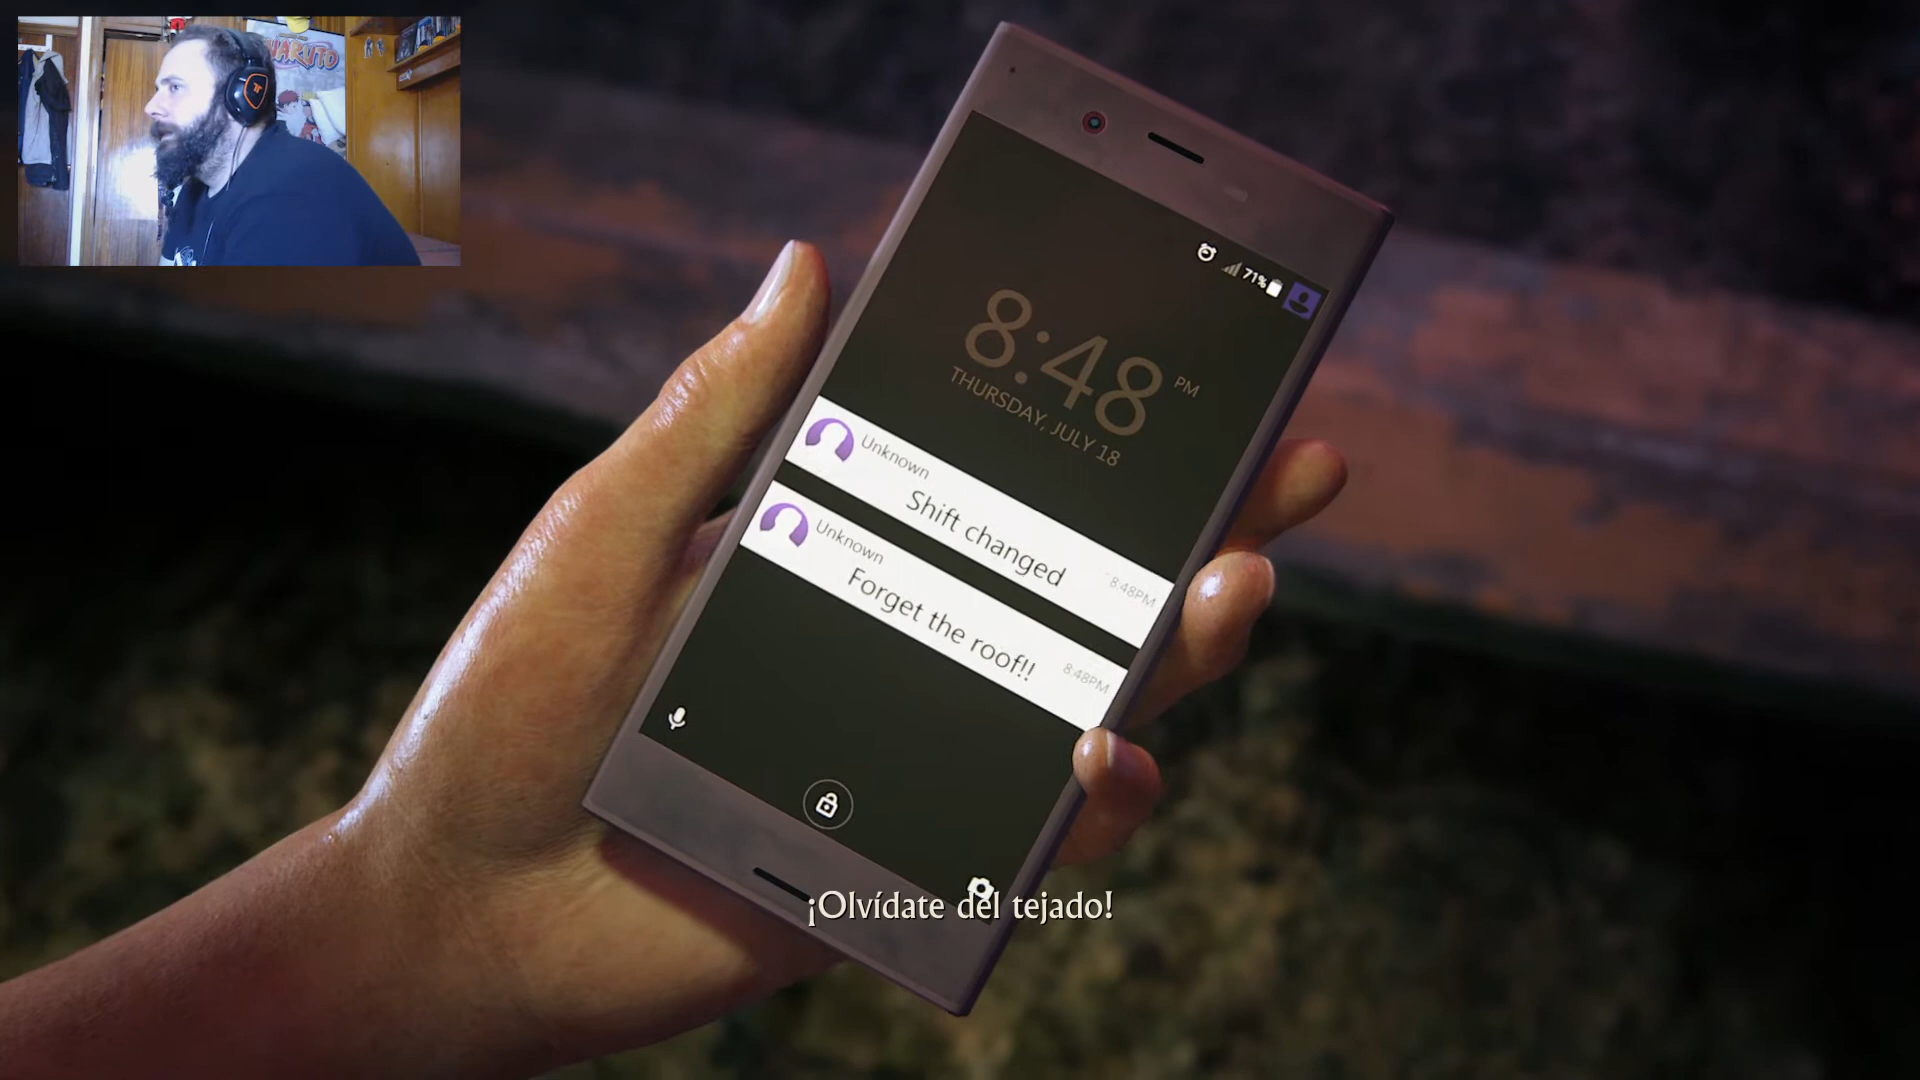 NARUTO
71%
8:48 PM
THURSDAY, JULY 18
Unknown
Shift changed
8:48PM
Unknown
Forget the roof!!
8:48PM
¡Olvídate del tejado!